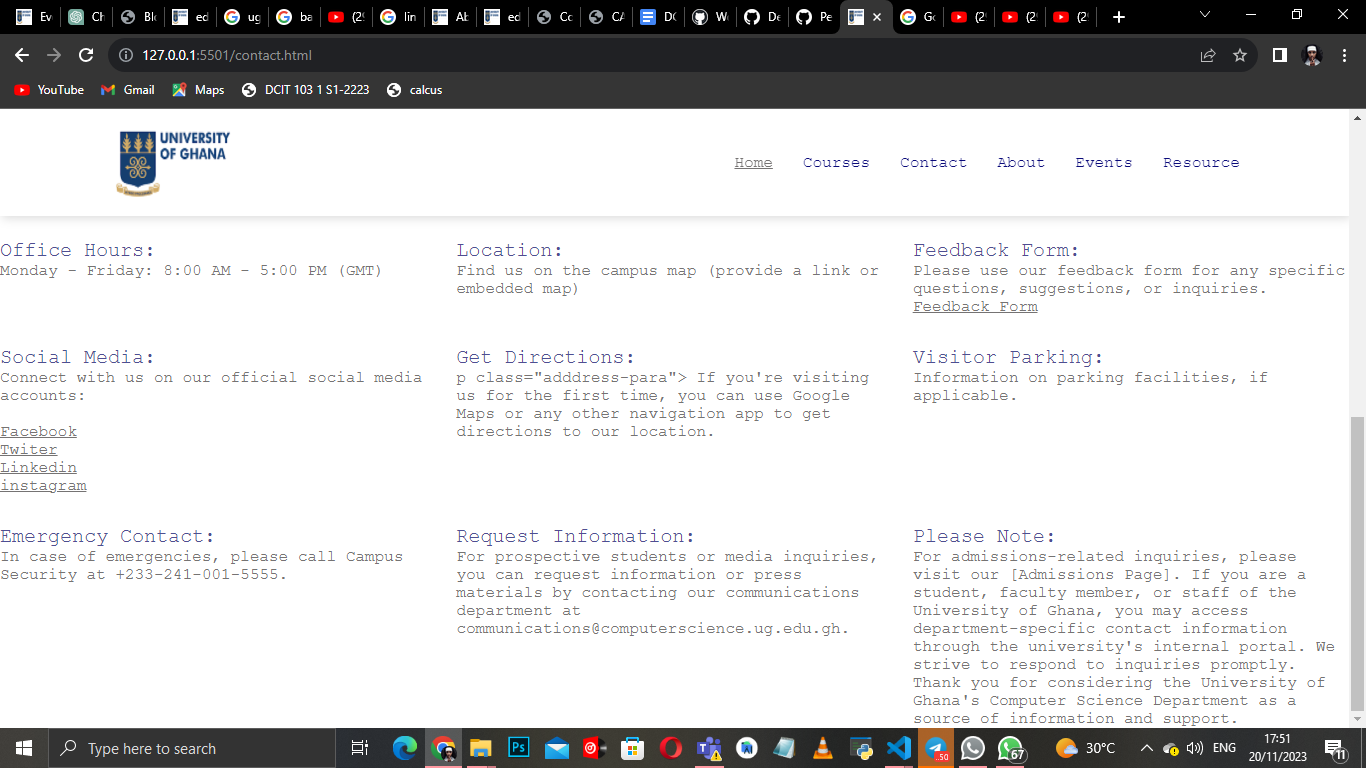 Eve
Ch
Blo
ed
ug
ba
(29
lin
Ab
ed
Co
CA
DC
W
De
Pe
Go
(29
(29
(29
127.0.0.1:5501/contact.html
YouTube
Gmail
Maps
DCIT 103 1 S1-2223
calcus
UNIVERSITY
OF GHANA
Home Courses Contact About Events Resource
Office Hours:
Monday - Friday: 8:00 AM - 5:00 PM (GMT)
Location:
Find us on the campus map (provide a link or
embedded map)
Feedback Form:
Please use our feedback form for any specific
questions, suggestions, or inquiries.
Feedback Form
Social Media:
Connect with us on our official social media
accounts:
Facebook
Twiter
Linkedin
instagram
Get Directions:
p class="adddress-para"> If you're visiting
us for the first time, you can use Google
Maps or any other navigation app to get
directions to our location.
Visitor Parking:
Information on parking facilities, if
applicable.
Emergency Contact:
In case of emergencies, please call Campus
Security at +233-241-001-5555.
Request Information:
For prospective students or media inquiries,
you can request information or press
materials by contacting our communications
department at
communications@computerscience.ug.edu.gh.
Please Note:
For admissions-related inquiries, please
visit our [Admissions Page]. If you are a
student, faculty member, or staff of the
University of Ghana, you may access
department-specific contact information
through the university's internal portal. We
strive to respond to inquiries promptly.
Thank you for considering the University of
Ghana's Computer Science Department as a
source of information and support.
Type here to search
Ps
50
67
30°C
ENG
17:51
20/11/2023
11